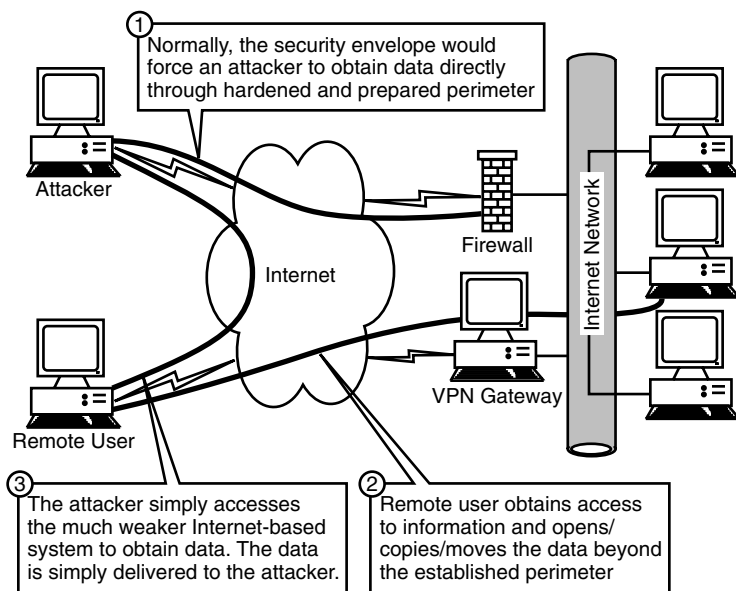 1
Normally, the security envelope would
force an attacker to obtain data directly
through hardened and prepared perimeter
Attacker
Firewall
Internet
Internet Network
VPN Gateway
Remote User
3
The attacker simply accesses
the much weaker Internet-based
system to obtain data. The data
is simply delivered to the attacker.
2
Remote user obtains access
to information and opens/
copies/moves the data beyond
the established perimeter